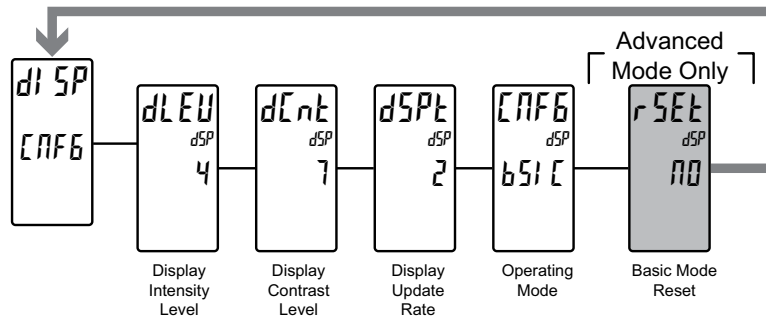 Advanced
Mode Only
dISP
CNFG
dLEV
dSP
4
dCnt
dSP
7
dSPt
dSP
2
CNFG
dSP
bSIC
rSEt
dSP
NO
Display
Intensity
Level
Display
Contrast
Level
Display
Update
Rate
Operating
Mode
Basic Mode
Reset